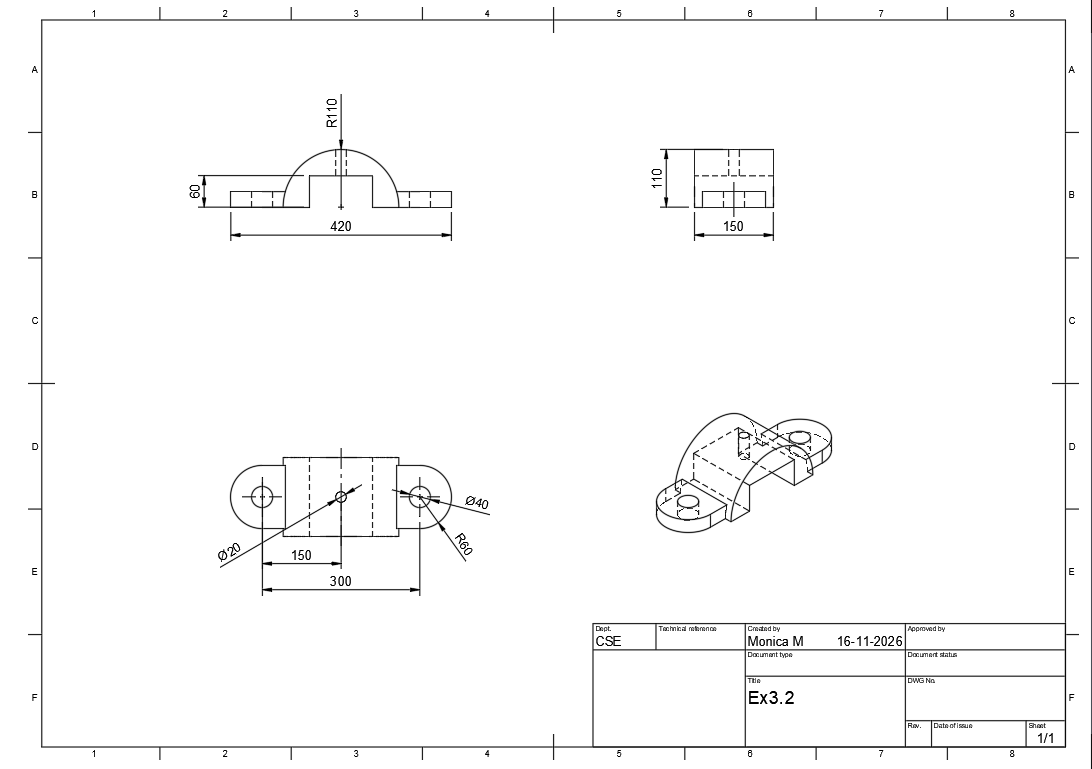 1 2 3 4 5 6 7 8
A A
R110
B B
60
110
420
150
C C
D D
Ø40
R60
Ø20
150
E E
300
Dept. Technical reference Created by Approved by
CSE Monica M 16-11-2026
Document type Document status
Title DWG No.
Ex3.2
F F
Rev. Date of issue Sheet
1/1
1 2 3 4 5 6 7 8